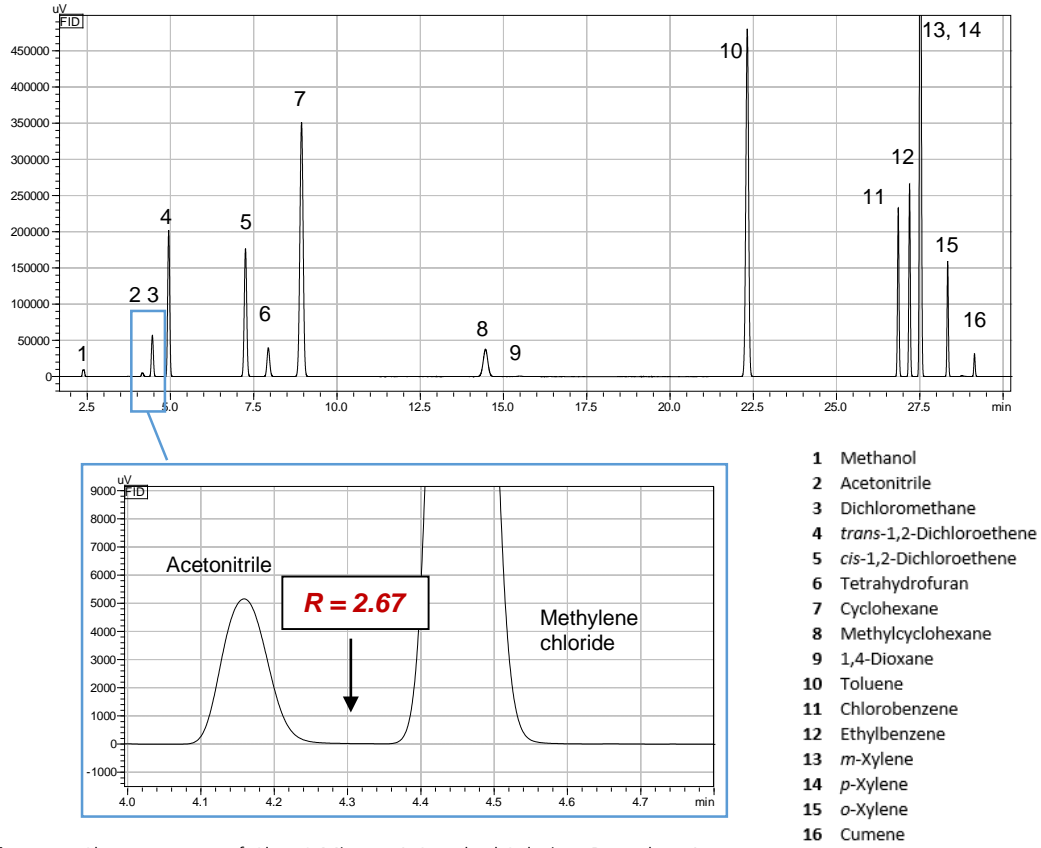 uV
FID
450000
400000
350000
300000
250000
200000
150000
100000
50000
0
1
2 3
4
5
6
7
8
9
10
11
12
13, 14
15
16
2.5 5.0 7.5 10.0 12.5 15.0 17.5 20.0 22.5 25.0 27.5 min
uV
FID
9000
8000
7000
6000
5000
4000
3000
2000
1000
0
-1000
Acetonitrile
R = 2.67
Methylene
chloride
4.0 4.1 4.2 4.3 4.4 4.5 4.6 4.7 min
1 Methanol
2 Acetonitrile
3 Dichloromethane
4 trans-1,2-Dichloroethene
5 cis-1,2-Dichloroethene
6 Tetrahydrofuran
7 Cyclohexane
8 Methylcyclohexane
9 1,4-Dioxane
10 Toluene
11 Chlorobenzene
12 Ethylbenzene
13 m-Xylene
14 p-Xylene
15 o-Xylene
16 Cumene